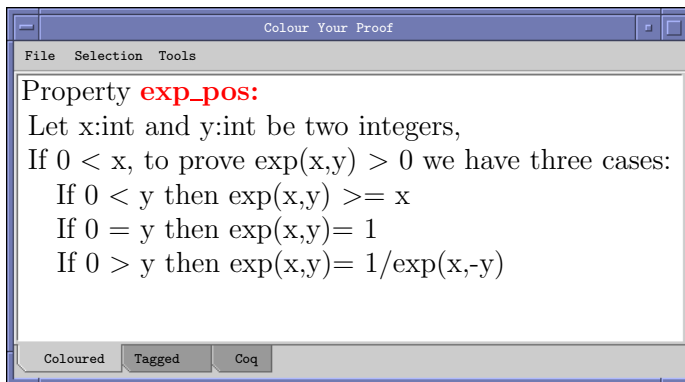 Colour Your Proof
File Selection Tools
Property exp_pos:
Let x:int and y:int be two integers,
If 0 < x, to prove exp(x,y) > 0 we have three cases:
If 0 < y then exp(x,y) >= x
If 0 = y then exp(x,y)= 1
If 0 > y then exp(x,y)= 1/exp(x,-y)
Coloured Tagged Coq